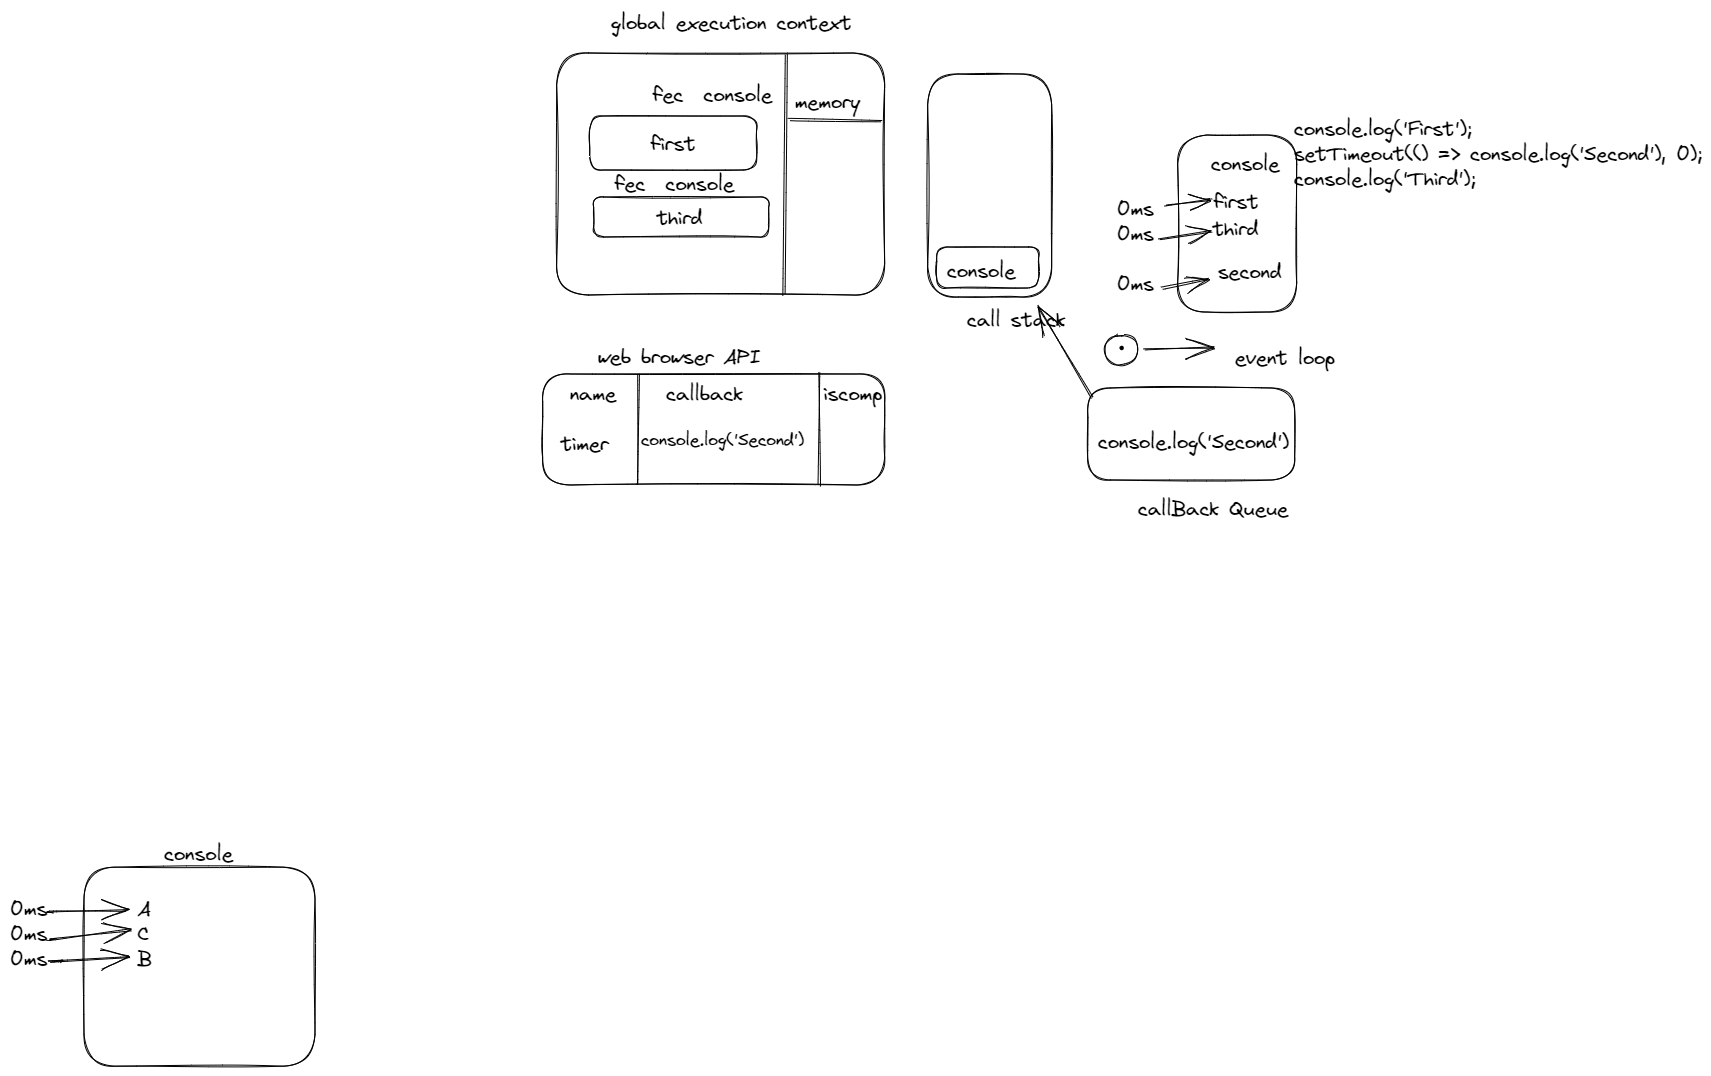 global execution context
fec console
first
fec console
third
memory
console
call stack
console.log('First');
setTimeout(() => console.log('Second'), 0);
console.log('Third');
console
0ms first
0ms third
0ms second
event loop
web browser API
name callback iscomp
timer console.log('Second')
console.log('Second')
callBack Queue
console
0ms A
0ms C
0ms B